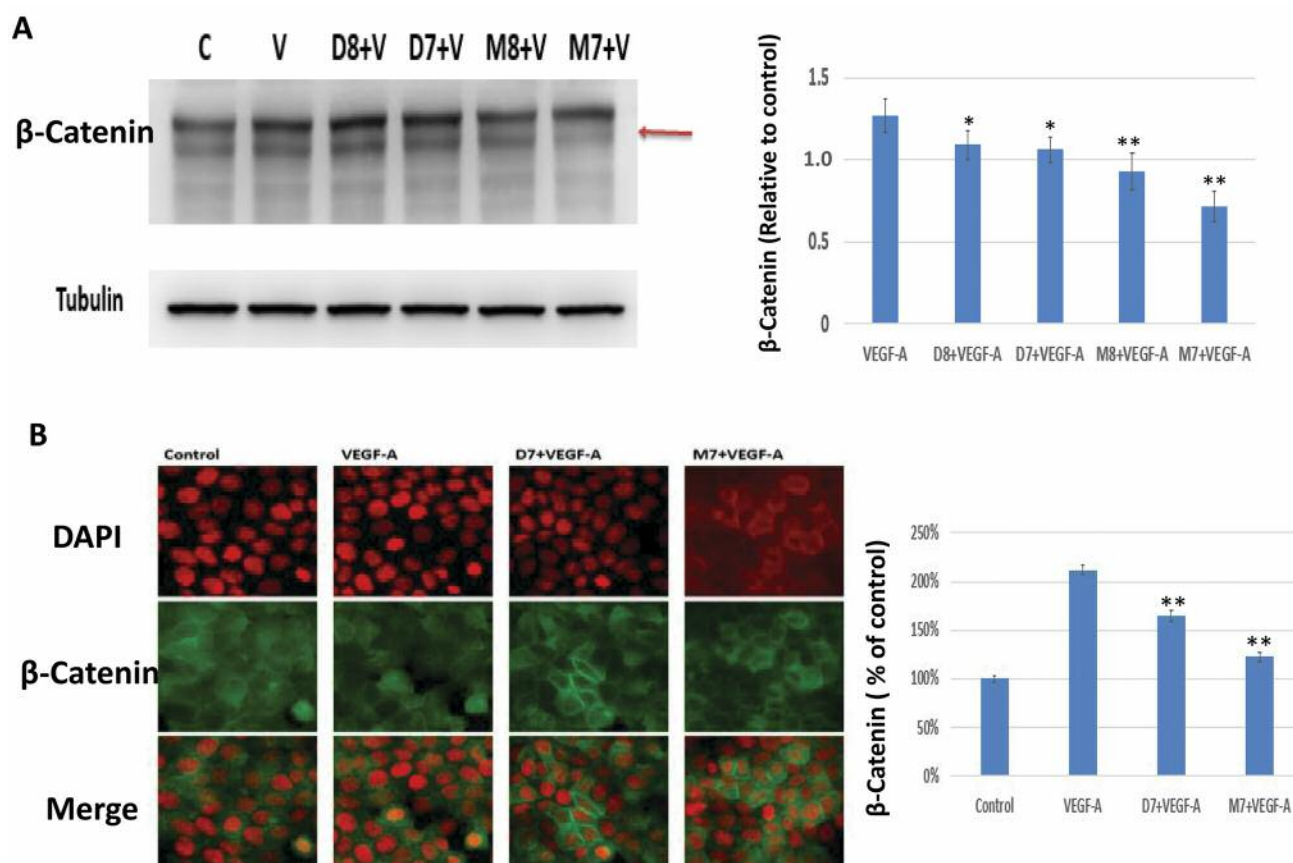 A
C V D8+V D7+V M8+V M7+V
β-Catenin
Tubulin
β-Catenin (Relative to control)
1.5
1.0
0.5
0
* * ** **
VEGF-A D8+VEGF-A D7+VEGF-A M8+VEGF-A M7+VEGF-A
B
Control VEGF-A D7+VEGF-A M7+VEGF-A
DAPI
β-Catenin
Merge
β-Catenin ( % of control)
250%
200%
150%
100%
50%
0%
** **
Control VEGF-A D7+VEGF-A M7+VEGF-A